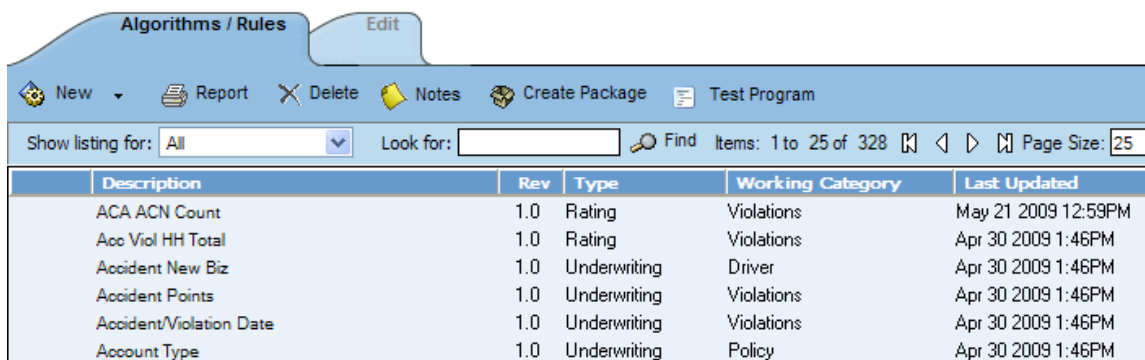 Algorithms / Rules Edit
New Report Delete Notes Create Package Test Program
Show listing for: All Look for: Find Items: 1 to 25 of 328 Page Size: 25
Description Rev Type Working Category Last Updated
ACA ACN Count 1.0 Rating Violations May 21 2009 12:59PM
Acc Viol HH Total 1.0 Rating Violations Apr 30 2009 1:46PM
Accident New Biz 1.0 Underwriting Driver Apr 30 2009 1:46PM
Accident Points 1.0 Underwriting Violations Apr 30 2009 1:46PM
Accident/Violation Date 1.0 Underwriting Violations Apr 30 2009 1:46PM
Account Type 1.0 Underwriting Policy Apr 30 2009 1:46PM